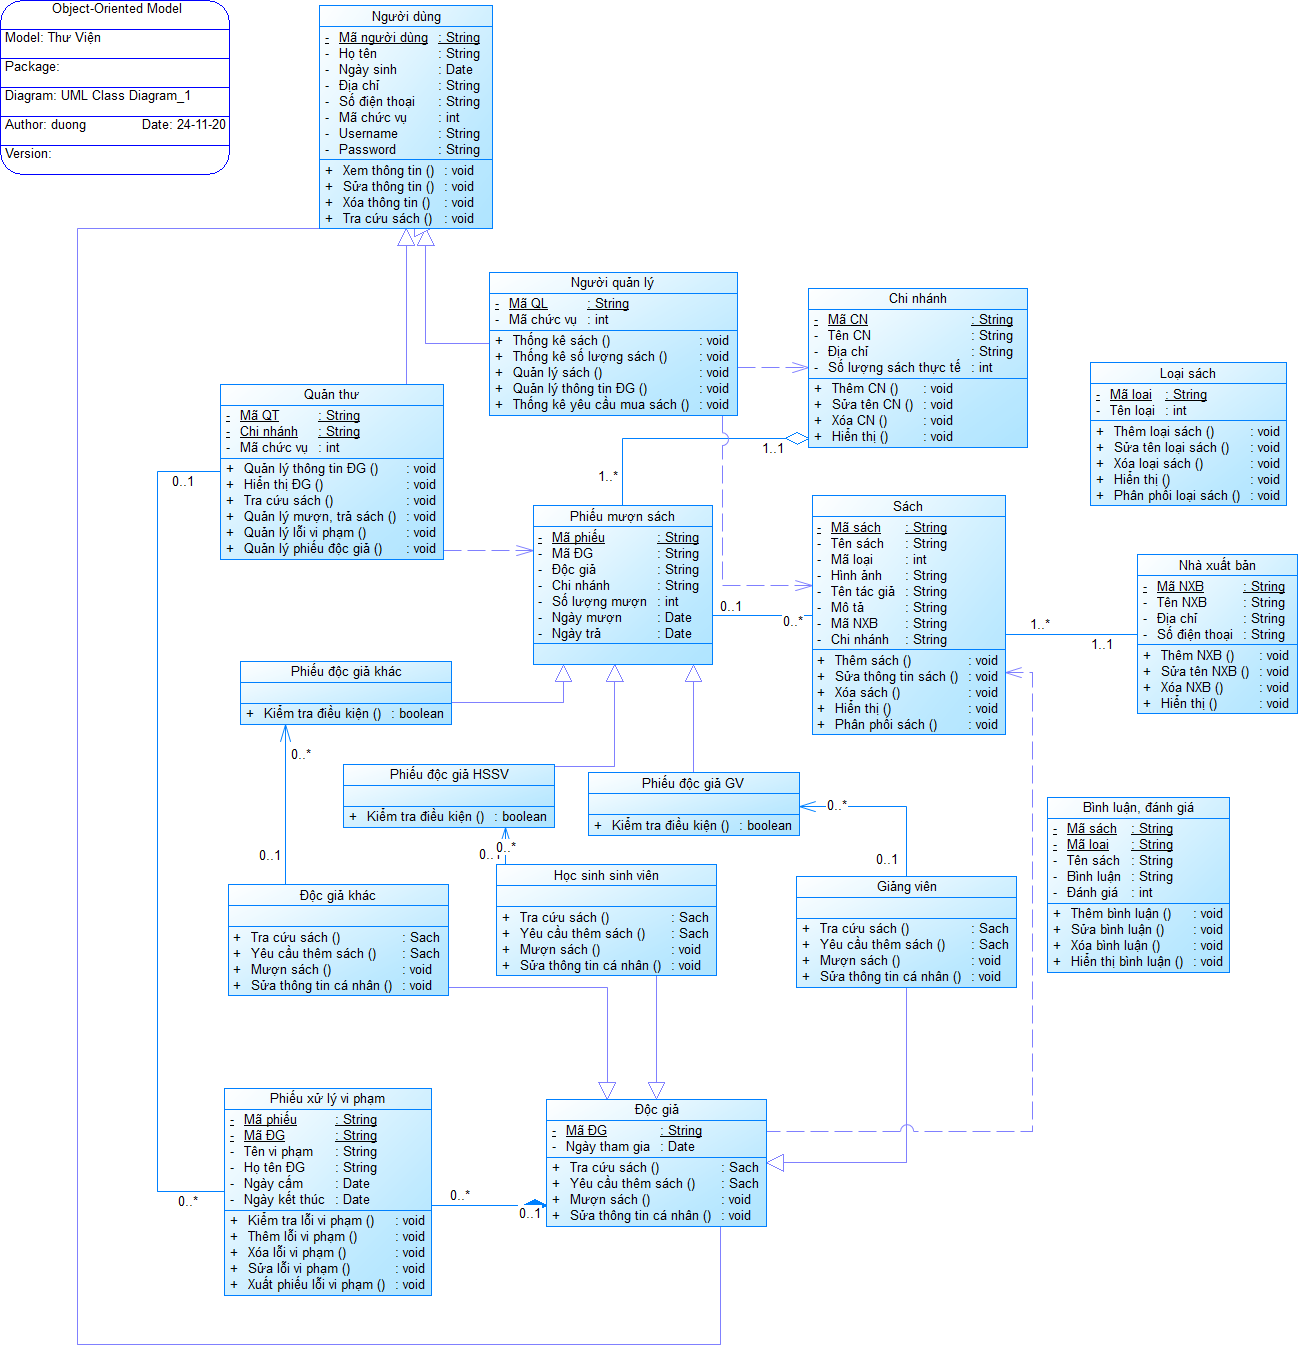 Object-Oriented Model
Model: Thư Viện
Package:
Diagram: UML Class Diagram_1
Author: duong Date: 24-11-20
Version:
Người dùng
- Mã người dùng : String
- Họ tên : String
- Ngày sinh : Date
- Địa chỉ : String
- Số điện thoại : String
- Mã chức vụ : int
- Username : String
- Password : String
+ Xem thông tin () : void
+ Sửa thông tin () : void
+ Xóa thông tin () : void
+ Tra cứu sách () : void
Người quản lý
- Mã QL : String
- Mã chức vụ : int
+ Thống kê sách () : void
+ Thống kê số lượng sách () : void
+ Quản lý sách () : void
+ Quản lý thông tin ĐG () : void
+ Thống kê yêu cầu mua sách () : void
Chi nhánh
- Mã CN : String
- Tên CN : String
- Địa chỉ : String
- Số lượng sách thực tế : int
+ Thêm CN () : void
+ Sửa tên CN () : void
+ Xóa CN () : void
+ Hiển thị () : void
Loại sách
- Mã loại : String
- Tên loại : int
+ Thêm loại sách () : void
+ Sửa tên loại sách () : void
+ Xóa loại sách () : void
+ Hiển thị () : void
+ Phân phối loại sách () : void
Quản thư
- Mã QT : String
- Chi nhánh : String
- Mã chức vụ : int
+ Quản lý thông tin ĐG () : void
+ Hiển thị ĐG () : void
+ Tra cứu sách () : void
+ Quản lý mượn, trả sách () : void
+ Quản lý lỗi vi phạm () : void
+ Quản lý phiếu độc giả () : void
1..1
1..*
0..1
Phiếu mượn sách
- Mã phiếu : String
- Mã ĐG : String
- Độc giả : String
- Chi nhánh : String
- Số lượng mượn : int
- Ngày mượn : Date
- Ngày trả : Date
0..1
0..*
Sách
- Mã sách : String
- Tên sách : String
- Mã loại : int
- Hình ảnh : String
- Tên tác giả : String
- Mô tả : String
- Mã NXB : String
- Chi nhánh : String
+ Thêm sách () : void
+ Sửa thông tin sách () : void
+ Xóa sách () : void
+ Hiển thị () : void
+ Phân phối sách () : void
1..*
1..1
Nhà xuất bản
- Mã NXB : String
- Tên NXB : String
- Địa chỉ : String
- Số điện thoại : String
+ Thêm NXB () : void
+ Sửa tên NXB () : void
+ Xóa NXB () : void
+ Hiển thị () : void
Phiếu độc giả khác
+ Kiểm tra điều kiện () : boolean
0..*
Phiếu độc giả HSSV
+ Kiểm tra điều kiện () : boolean
Phiếu độc giả GV
+ Kiểm tra điều kiện () : boolean
0..*
0..*
0..
0..1
0..1
Bình luận, đánh giá
- Mã sách : String
- Mã loại : String
- Tên sách : String
- Bình luận : String
- Đánh giá : int
+ Thêm bình luận () : void
+ Sửa bình luận () : void
+ Xóa bình luận () : void
+ Hiển thị bình luận () : void
Độc giả khác
+ Tra cứu sách () : Sach
+ Yêu cầu thêm sách () : Sach
+ Mượn sách () : void
+ Sửa thông tin cá nhân () : void
Học sinh sinh viên
+ Tra cứu sách () : Sach
+ Yêu cầu thêm sách () : Sach
+ Mượn sách () : void
+ Sửa thông tin cá nhân () : void
Giảng viên
+ Tra cứu sách () : Sach
+ Yêu cầu thêm sách () : Sach
+ Mượn sách () : void
+ Sửa thông tin cá nhân () : void
Phiếu xử lý vi phạm
- Mã phiếu : String
- Mã ĐG : String
- Tên vi phạm : String
- Họ tên ĐG : String
- Ngày cấm : Date
- Ngày kết thúc : Date
+ Kiểm tra lỗi vi phạm () : void
+ Thêm lỗi vi phạm () : void
+ Xóa lỗi vi phạm () : void
+ Sửa lỗi vi phạm () : void
+ Xuất phiếu lỗi vi phạm () : void
0..*
0..*
0..1
Độc giả
- Mã ĐG : String
- Ngày tham gia : Date
+ Tra cứu sách () : Sach
+ Yêu cầu thêm sách () : Sach
+ Mượn sách () : void
+ Sửa thông tin cá nhân () : void